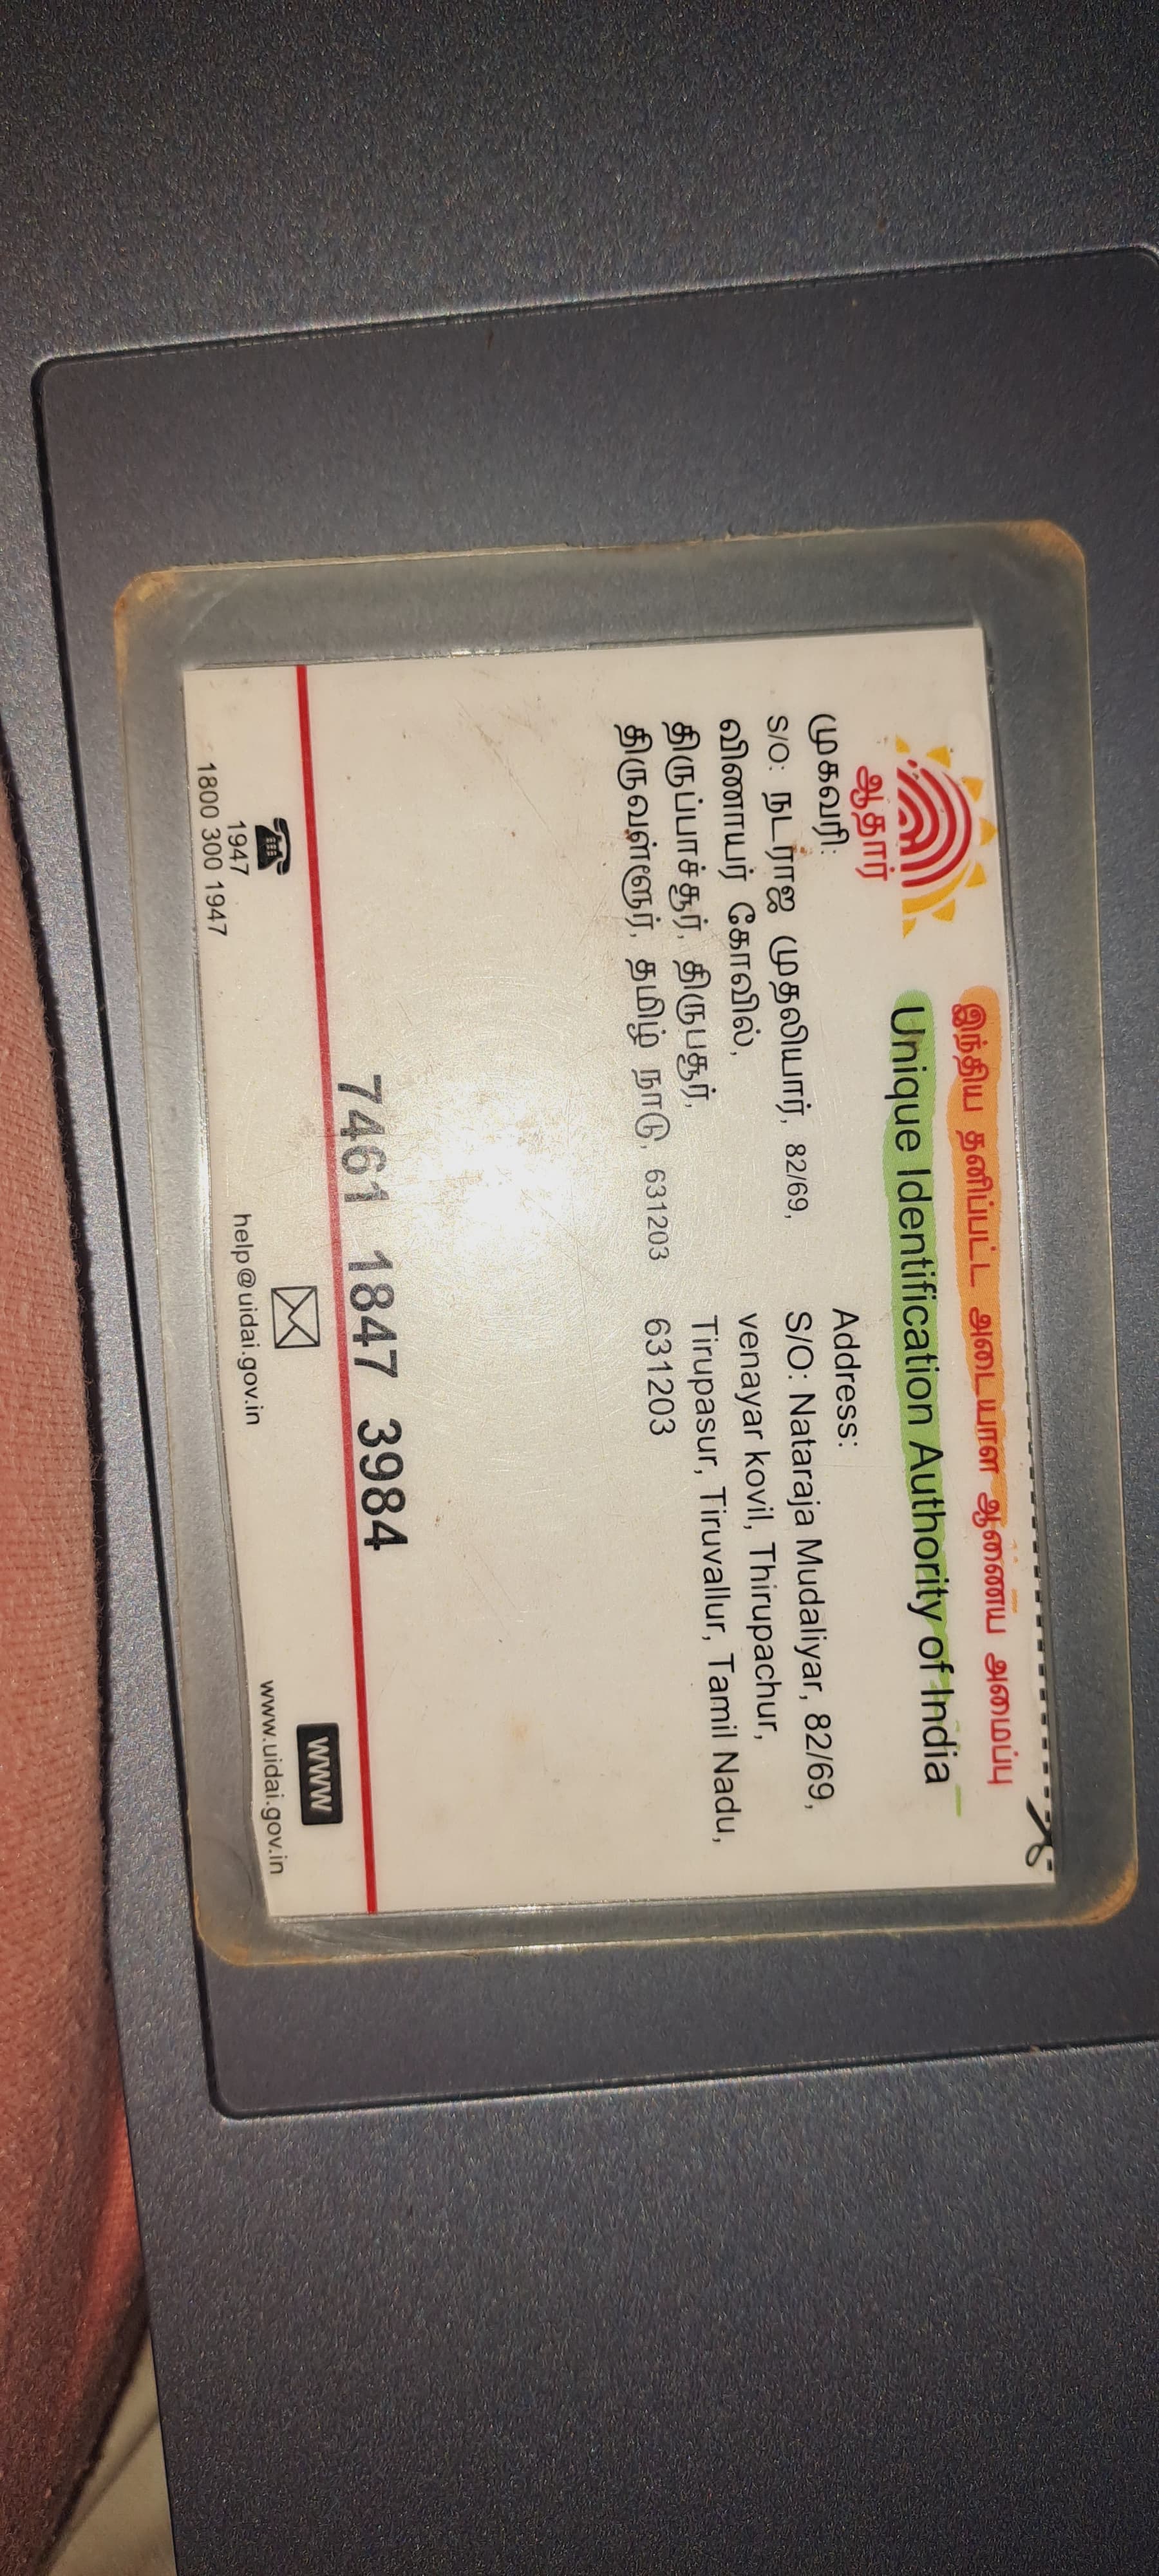 இந்திய தனிப்பட்ட அடையாள ஆணைய அமைப்பு
Unique Identification Authority of India
ஆதார்
முகவரி:
S/O: நடராஜ முதலியார், 82/69,
விணாயர் கோவில்,
திருப்பாச்சூர், திருபசூர்,
திருவள்ளூர், தமிழ் நாடு, 631203
Address:
S/O: Nataraja Mudaliyar, 82/69,
venayar kovil, Thirupachur,
Tirupasur, Tiruvallur, Tamil Nadu,
631203
7461 1847 3984
1947
1800 300 1947
help@uidai.gov.in
www
www.uidai.gov.in